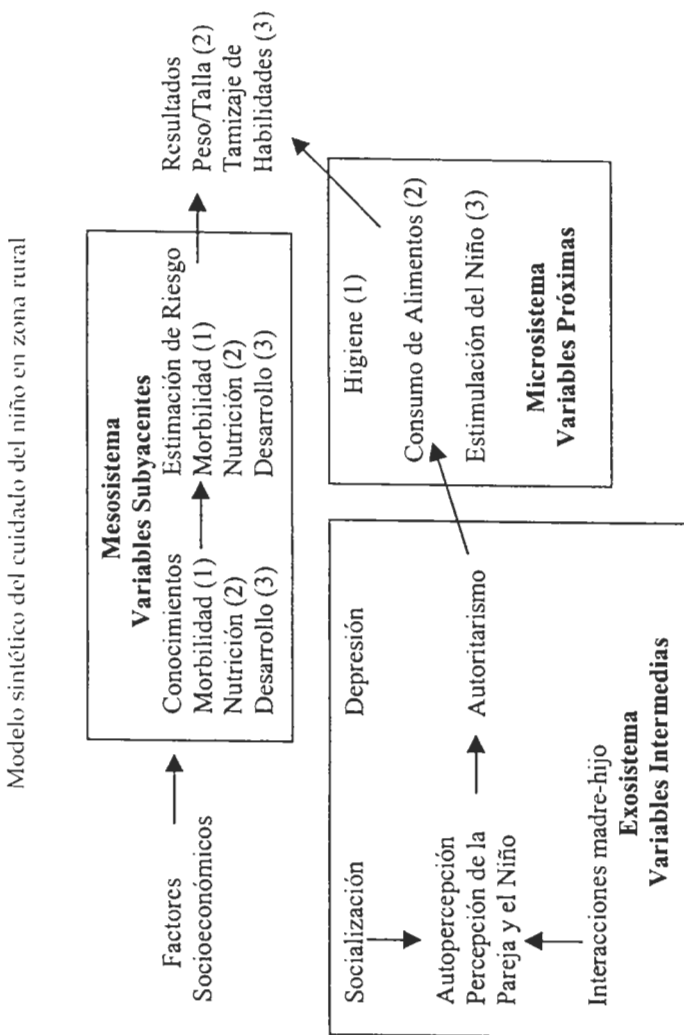 Modelo sintético del cuidado del niño en zona rural
Factores
Socioeconómicos
Mesosistema
Variables Subyacentes
Conocimientos
Morbilidad (1)
Nutrición (2)
Desarrollo (3)
Estimación de Riesgo
Morbilidad (1)
Nutrición (2)
Desarrollo (3)
Resultados
Peso/Talla (2)
Tamizaje de
Habilidades (3)
Socialización
Depresión
Autopercepción
Percepción de la
Pareja y el Niño
Autoritarismo
Interacciones madre-hijo
Exosistema
Variables Intermedias
Higiene (1)
Consumo de Alimentos (2)
Estimulación del Niño (3)
Microsistema
Variables Próximas